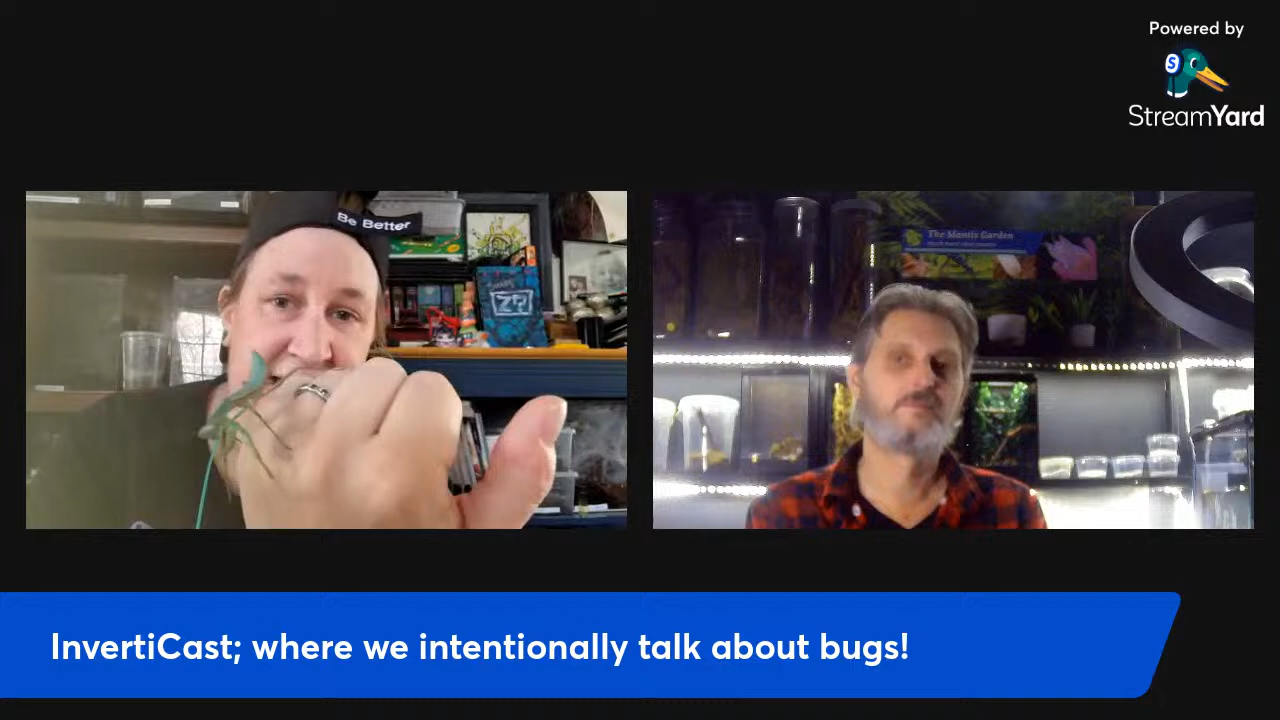 Powered by
S
StreamYard
Be Better
The Mantis Garden
InvertiCast; where we intentionally talk about bugs!